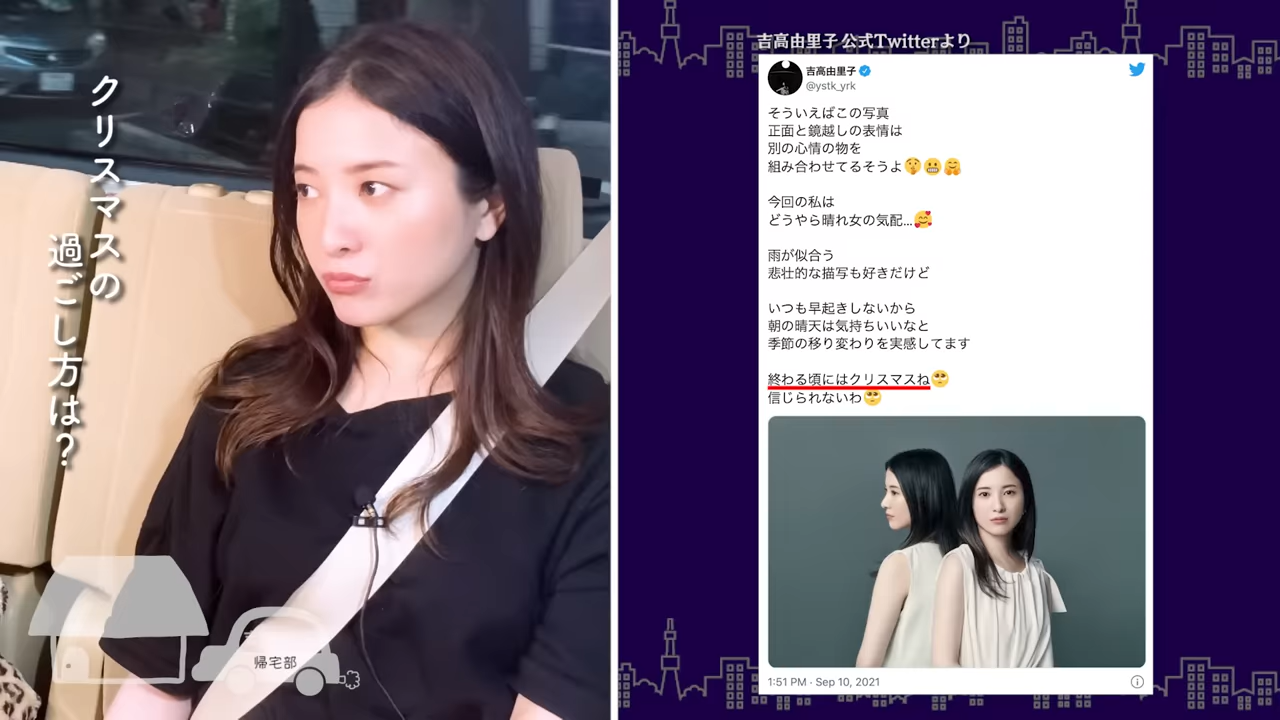 クリスマスの
過ごし方は?
帰宅部
吉高由里子 公式Twitterより
吉高由里子
@ystk_yrk
そういえばこの写真
正面と鏡越しの表情は
別の心情の物を
組み合わせてるそうよ🤫😬🤗
今回の私は
どうやら晴れ女の気配...🥰
雨が似合う
悲壮的な描写も好きだけど
いつも早起きしないから
朝の晴天は気持ちいいなと
季節の移り変わりを実感してます
終わる頃にはクリスマスね🥺
信じられないわ🥺
1:51 PM · Sep 10, 2021